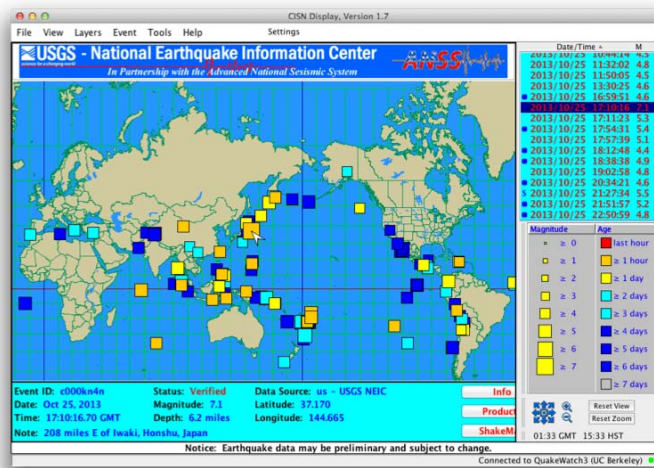 CISN Display, Version 1.7
File View Layers Event Tools Help Settings
USGS - National Earthquake Information Center
In Partnership with the Advanced National Sesismic System
ANSS
Date/Time M
2013/10/25 10:44:14 4.5
2013/10/25 11:32:02 4.8
2013/10/25 11:50:05 4.5
2013/10/25 13:30:25 4.6
2013/10/25 16:59:51 4.6
2013/10/25 17:10:16 7.1
2013/10/25 17:11:23 5.3
2013/10/25 17:54:31 5.4
2013/10/25 17:57:39 5.1
2013/10/25 18:12:48 4.4
2013/10/25 18:38:38 4.9
2013/10/25 19:02:58 4.8
2013/10/25 20:34:21 4.6
2013/10/25 21:27:34 5.5
2013/10/25 21:51:57 5.2
2013/10/25 22:50:59 4.8
Magnitude Age
≥ 0 last hour
≥ 1 ≥ 1 hour
≥ 2 ≥ 1 day
≥ 3 ≥ 2 days
≥ 4 ≥ 3 days
≥ 5 ≥ 4 days
≥ 6 ≥ 5 days
≥ 7 ≥ 6 days
≥ 7 days
Reset View
Reset Zoom
01:33 GMT 15:33 HST
Event ID: c000kn4n Status: Verified Data Source: us - USGS NEIC Info
Date: Oct 25, 2013 Magnitude: 7.1 Latitude: 37.170
Time: 17:10:16.70 GMT Depth: 6.2 miles Longitude: 144.665 Product
Note: 208 miles E of Iwaki, Honshu, Japan ShakeM
Notice: Earthquake data may be preliminary and subject to change.
Connected to QuakeWatch3 (UC Berkeley)